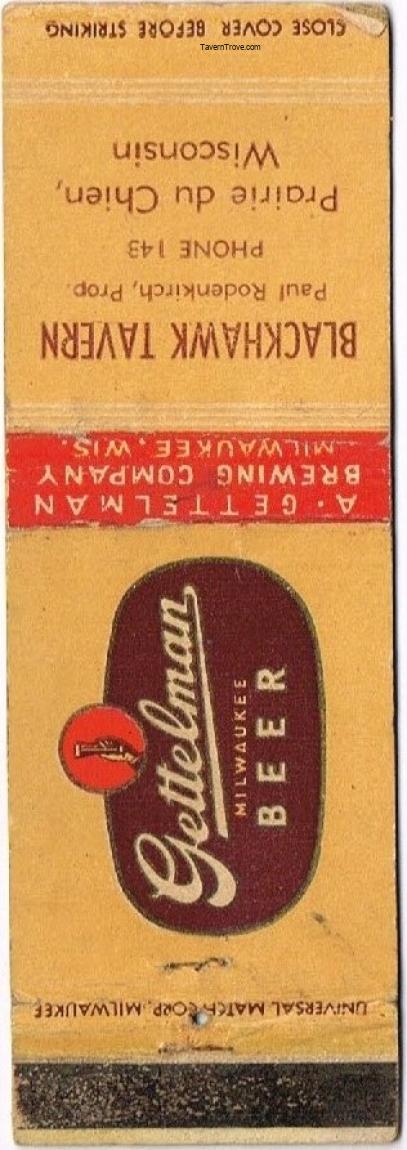 TavernTrove.com
UNIVERSAL MATCH CORP. MILWAUKEE
Gettelman
MILWAUKEE
BEER
A. GETTELMAN
BREWING COMPANY
MILWAUKEE, WIS.
BLACKHAWK TAVERN
Paul Rodenkirch, Prop.
PHONE 143
Prairie du Chien,
Wisconsin
CLOSE COVER BEFORE STRIKING